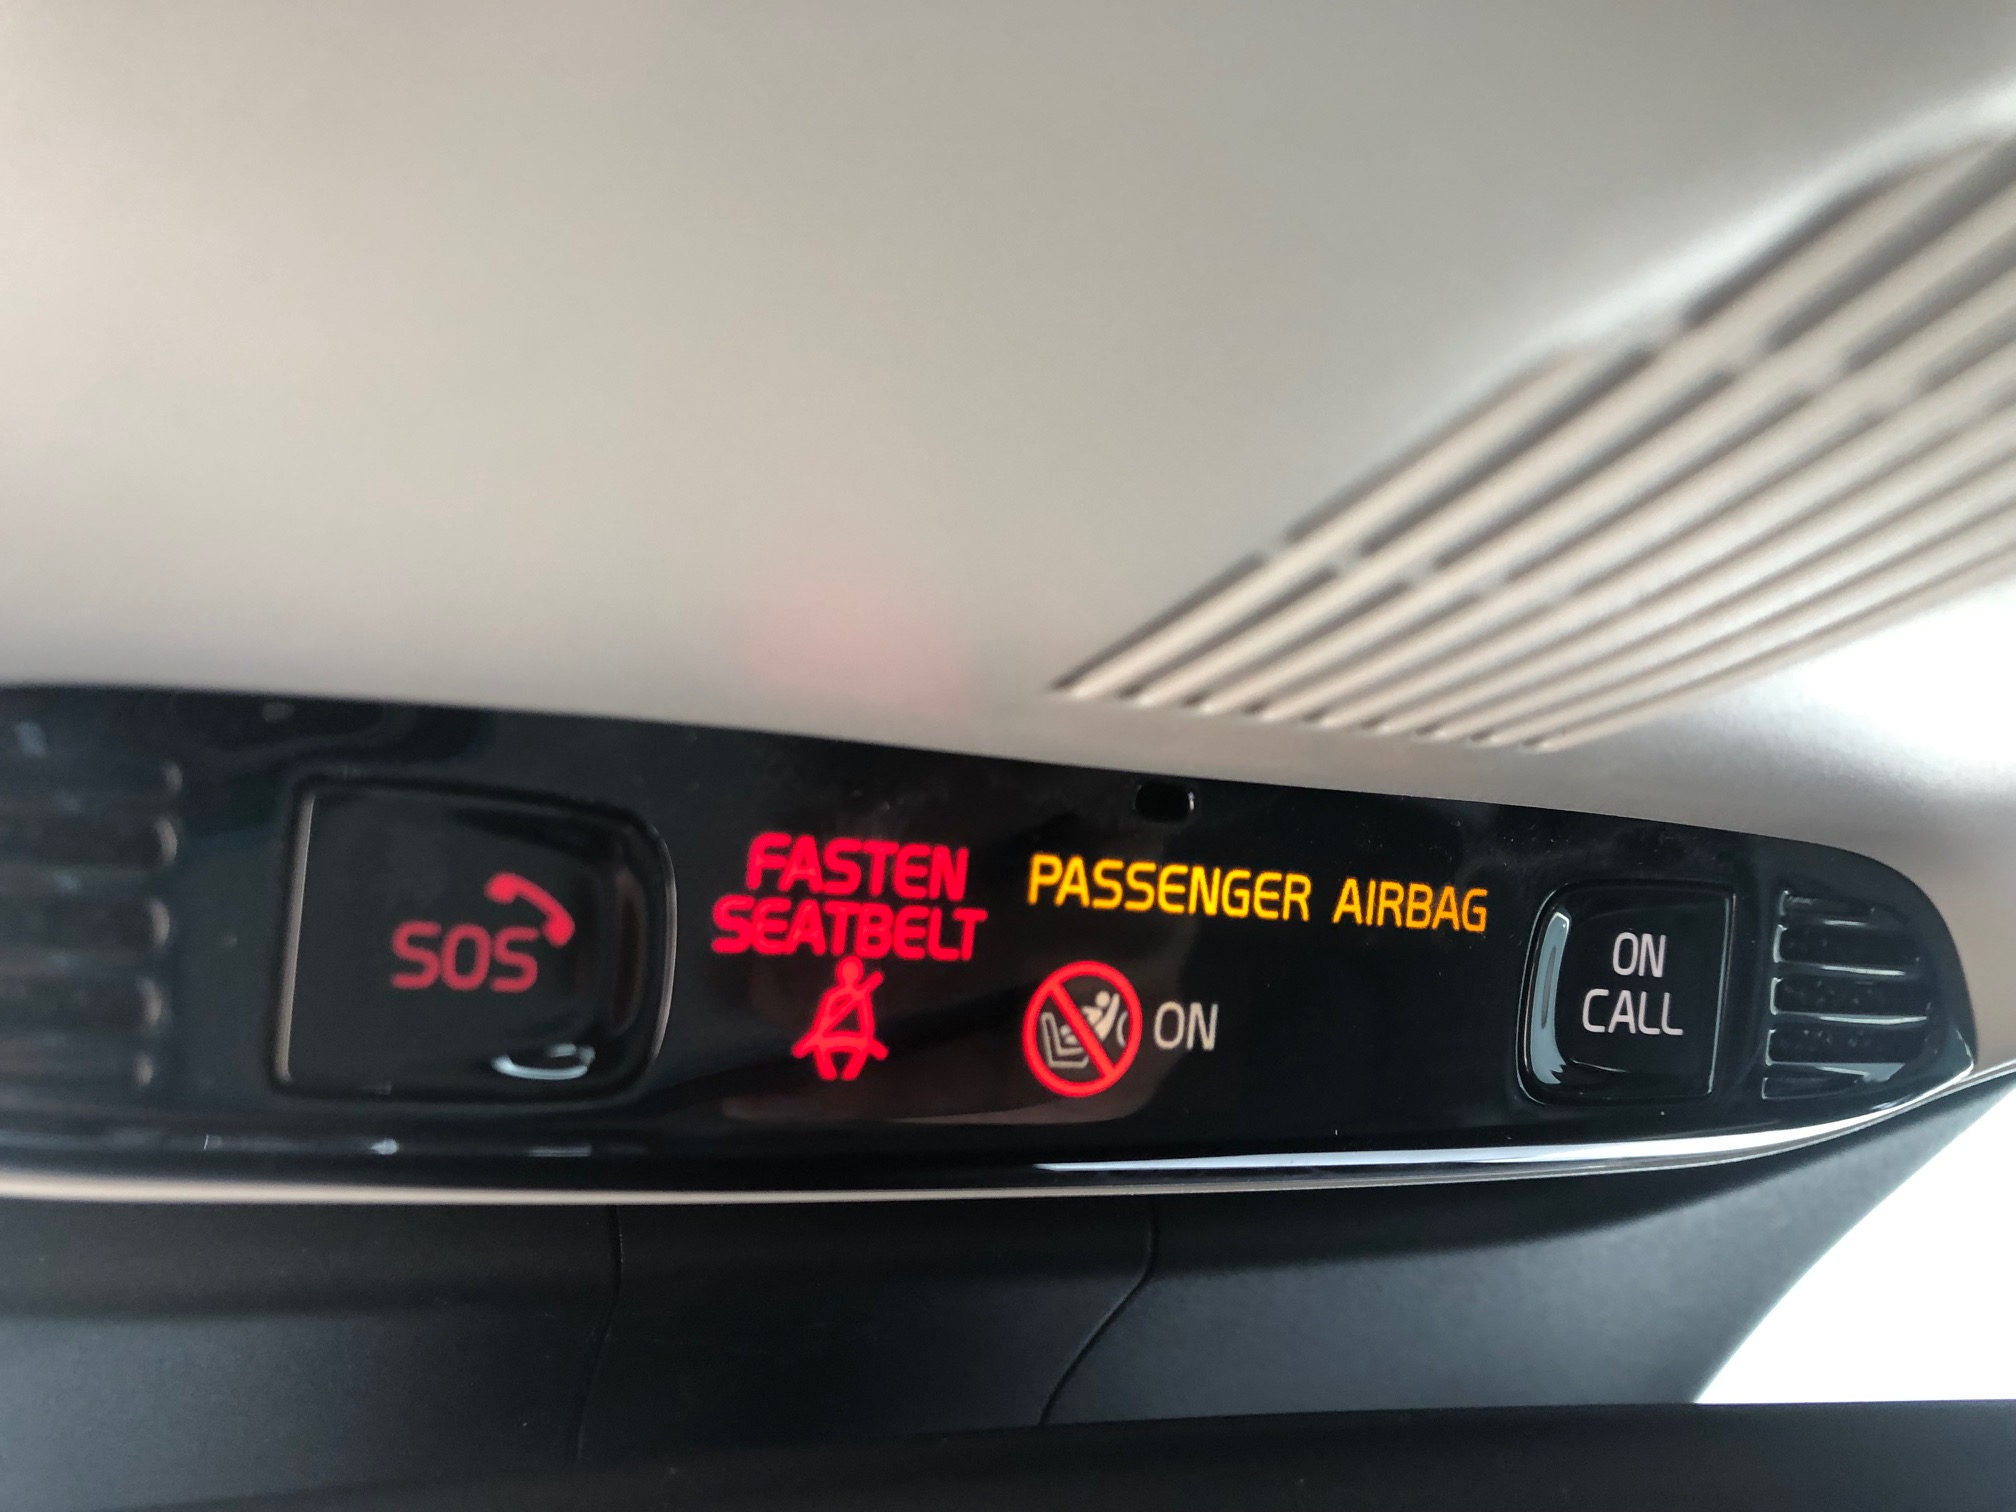 SOS
FASTEN
SEATBELT
PASSENGER AIRBAG
ON
ON
CALL